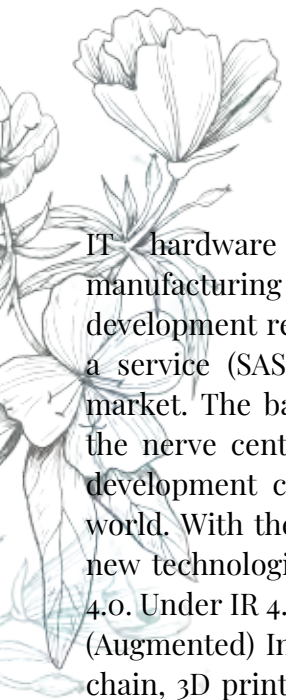 IT hardware
manufacturing
development re
a service (SAS
market. The ba
the nerve cent
development c
world. With the
new technologi
4.0. Under IR 4.
(Augmented) In
chain, 3D print